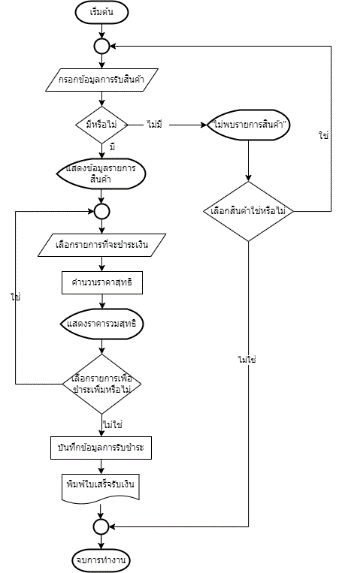 เริ่มต้น
กรอกข้อมูลการรับสินค้า
มีหรือไม่
ไม่มี
"ไม่พบรายการสินค้า"
ใช่
มี
แสดงข้อมูลรายการ
สินค้า
เลือกสินค้าใช่หรือไม่
เลือกรายการที่จะชำระเงิน
คำนวนราคาสุทธิ
ใช่
แสดงราคารวมสุทธิ
ไม่ใช่
เลือกรายการเพื่อ
ชำระเพิ่มหรือไม่
ไม่ใช่
บันทึกข้อมูลการรับชำระ
พิมพ์ใบเสร็จรับเงิน
จบการทำงาน